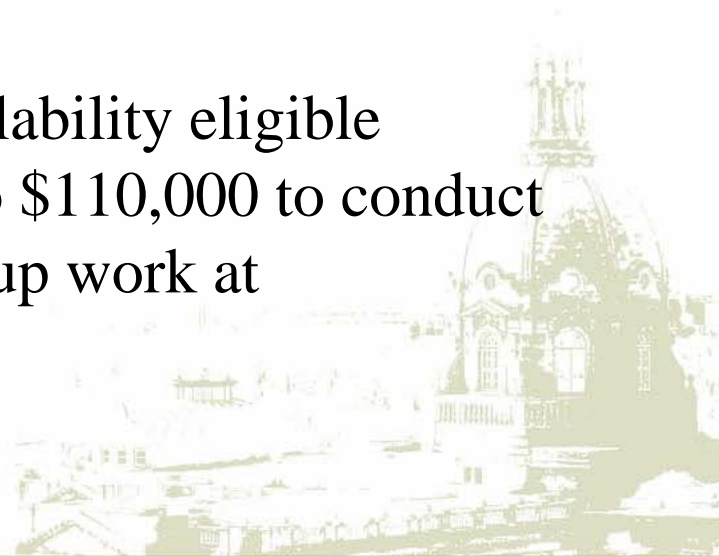 lability eligible
$110,000 to conduct
up work at